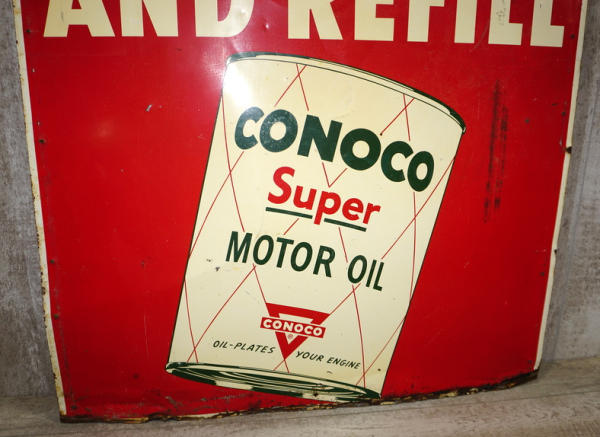 AND REFILL
CONOCO
Super
MOTOR OIL
CONOCO
OIL-PLATES YOUR ENGINE